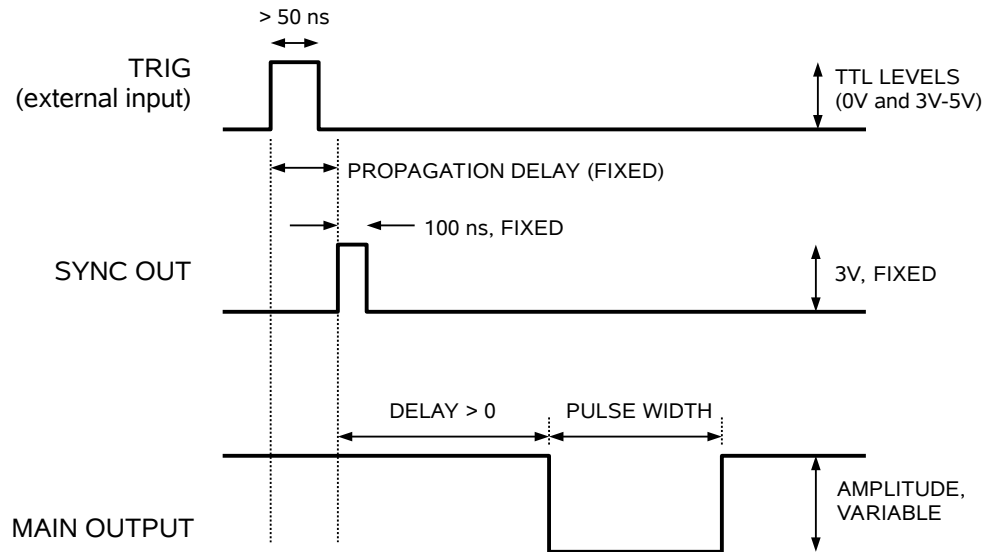 > 50 ns
TRIG
(external input)
TTL LEVELS
(0V and 3V-5V)
PROPAGATION DELAY (FIXED)
100 ns, FIXED
SYNC OUT
3V, FIXED
DELAY > 0
PULSE WIDTH
AMPLITUDE,
VARIABLE
MAIN OUTPUT